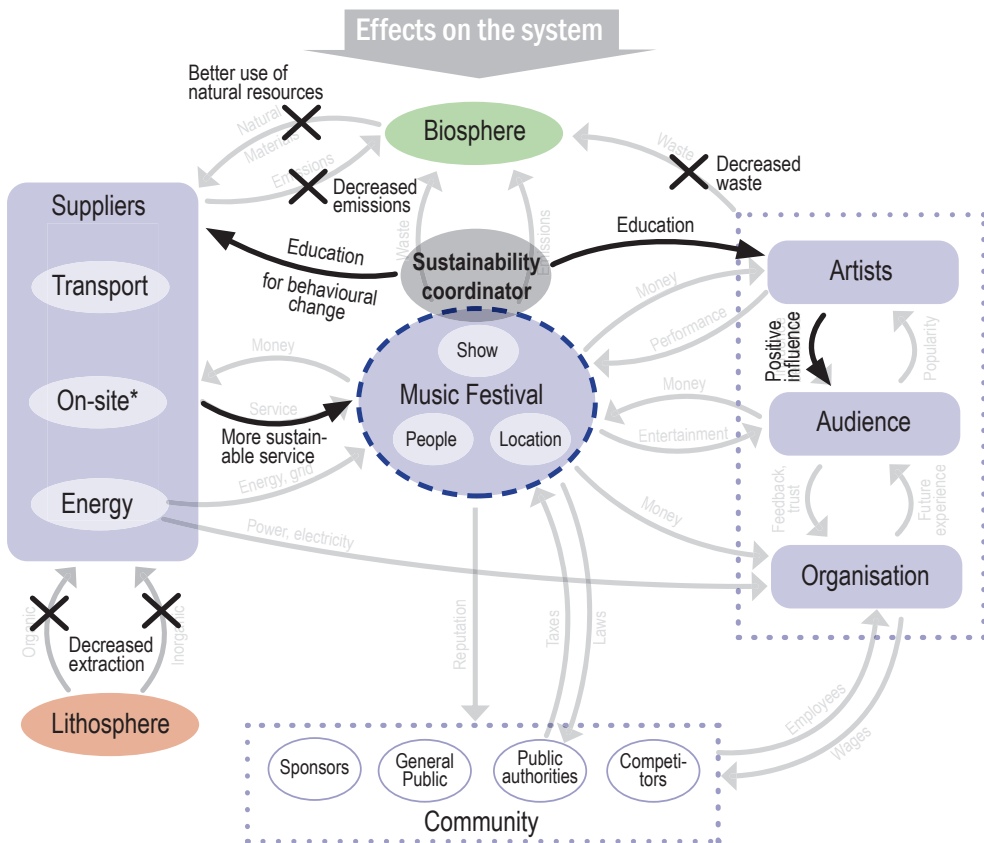 Effects on the system
Better use of
natural resources
Natural
Materials
Emissions
Decreased
emissions
Biosphere
Waste
Decreased
waste
Waste
Emissions
Suppliers
Transport
On-site*
Energy
Education
for behavioural
change
Sustainability
coordinator
Education
Artists
Money
Performance
Positive
influence
Popularity
Show
Music Festival
People
Location
Money
Service
More sustain-
able service
Energy, grid
Power, electricity
Money
Entertainment
Audience
Feedback,
trust
Future
experience
Money
Organisation
Organic
Inorganic
Decreased
extraction
Lithosphere
Reputation
Taxes
Laws
Employees
Wages
Sponsors
General
Public
Public
authorities
Competi-
tors
Community